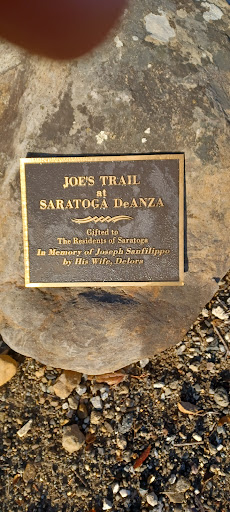 JOE'S TRAIL
at
SARATOGA DeANZA
Gifted to
The Residents of Saratoga
In Memory of Joseph Sanfilippo
by His Wife, Delora